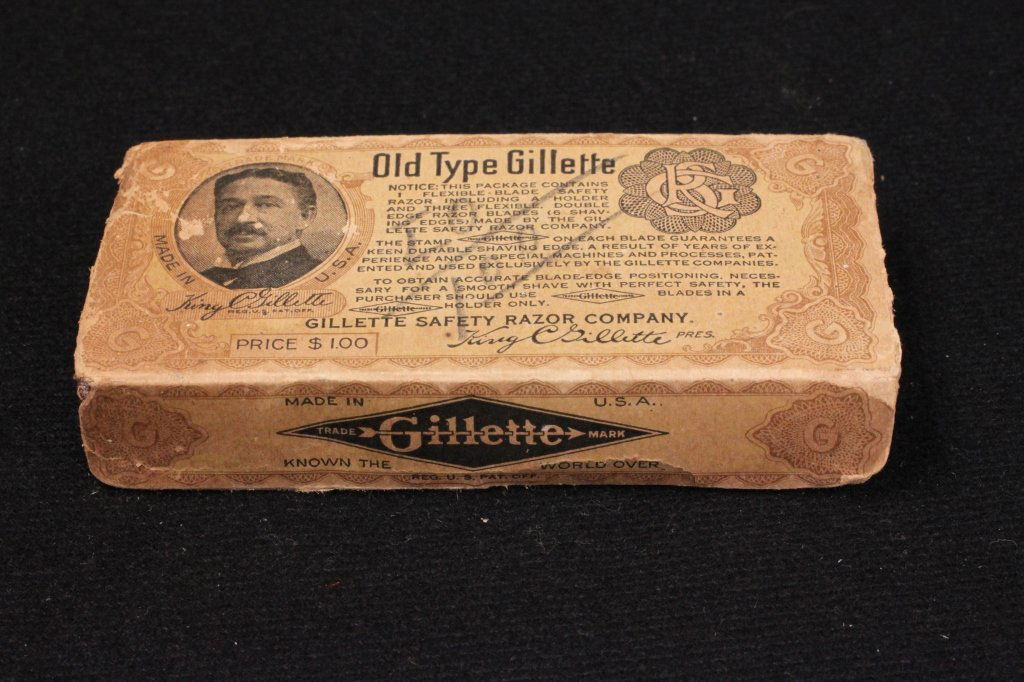 Old Type Gillette
NOTICE: THIS PACKAGE CONTAINS
1 FLEXIBLE-BLADE SAFETY
RAZOR INCLUDING A HOLDER
AND THREE FLEXIBLE, DOUBLE
EDGE RAZOR BLADES (6 SHAV-
ING EDGES) MADE BY THE GIL-
LETTE SAFETY RAZOR COMPANY.
THE STAMP Gillette ON EACH BLADE GUARANTEES A
KEEN DURABLE SHAVING EDGE, A RESULT OF YEARS OF EX-
PERIENCE AND OF SPECIAL MACHINES AND PROCESSES, PAT-
ENTED AND USED EXCLUSIVELY BY THE GILLETTE COMPANIES.
TO OBTAIN ACCURATE BLADE-EDGE POSITIONING, NECES-
SARY FOR A SMOOTH SHAVE WITH PERFECT SAFETY, THE
PURCHASER SHOULD USE Gillette BLADES IN A
Gillette HOLDER ONLY.
GILLETTE SAFETY RAZOR COMPANY.
King C Gillette PRES.
MADE IN U.S.A.
King C Gillette
REG. U.S. PAT. OFF.
PRICE $1.00
G
G
G
MADE IN U.S.A.
TRADE Gillette MARK
KNOWN THE WORLD OVER
REG. U.S. PAT. OFF.
G
G